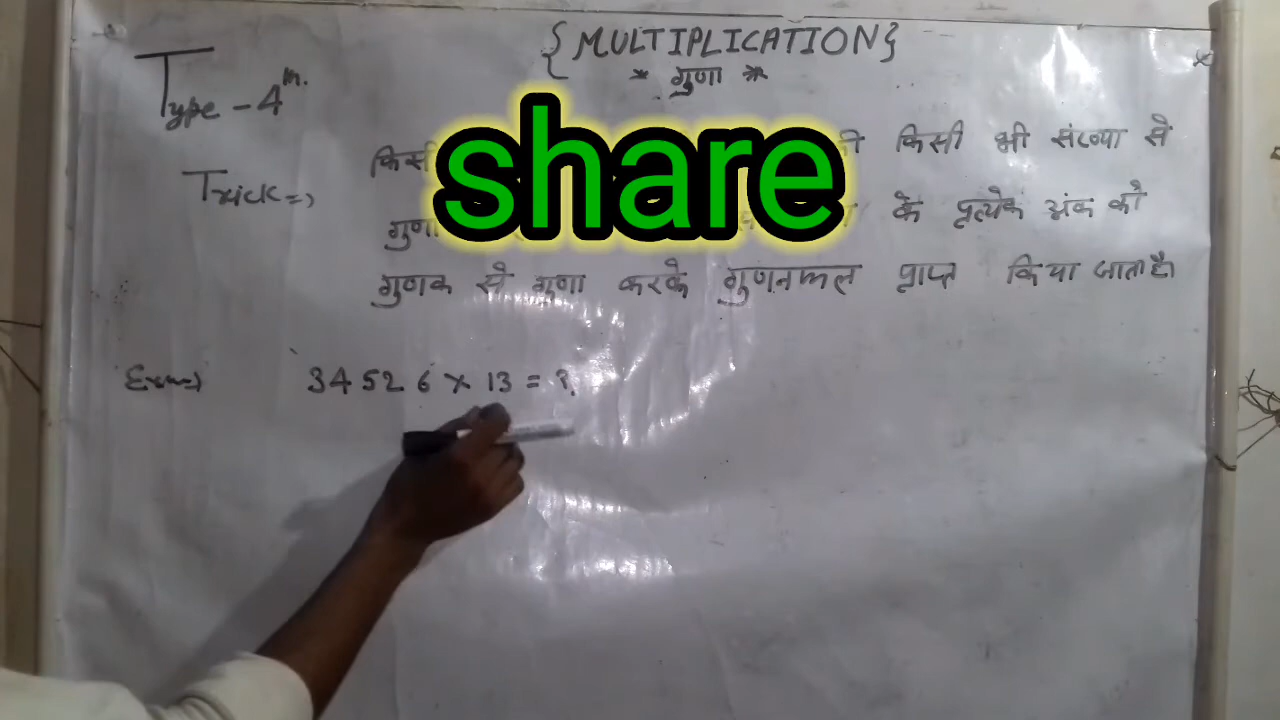 {MULTIPLICATION}
* गुणा *
Type - 4th.
share
किसी भी संख्या से
Trick =>
गुणा के प्रत्येक अंक को
गुणक से गुणा करके गुणनफल प्राप्त किया जाता है।
Exm=> 34526 × 13 = ?